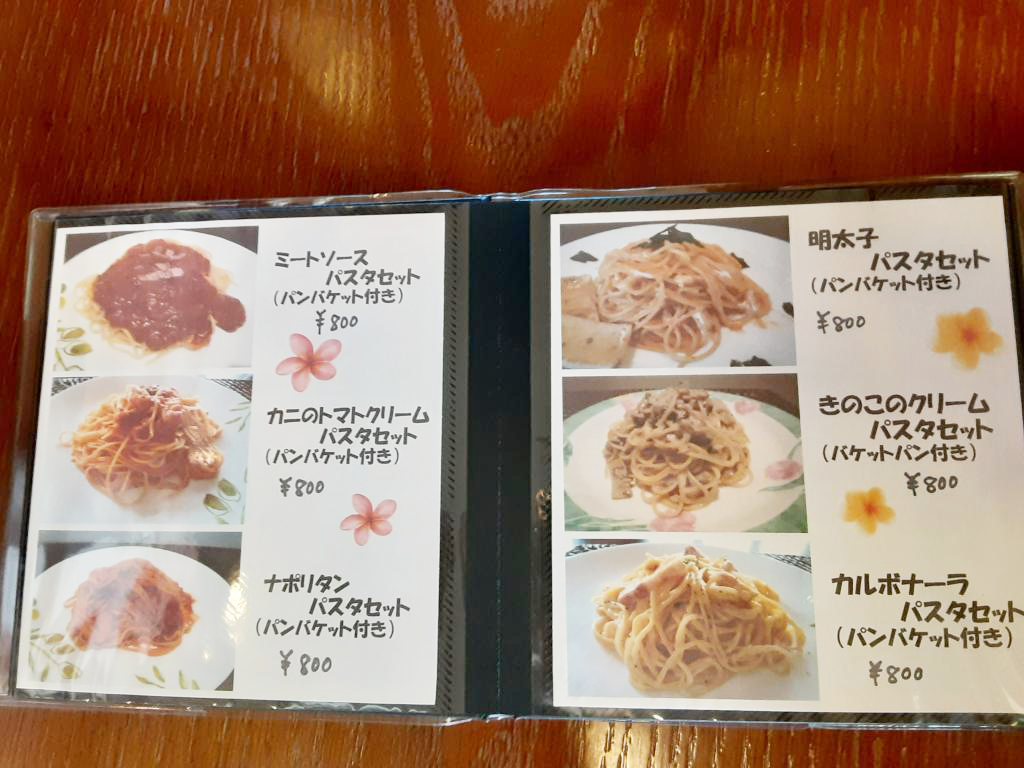 ミートソース
パスタセット
(パンバケット付き)
¥800
カニのトマトクリーム
パスタセット
(パンバケット付き)
¥800
ナポリタン
パスタセット
(パンバケット付き)
¥800
明太子
パスタセット
(パンバケット付き)
¥800
きのこのクリーム
パスタセット
(バケットパン付き)
¥800
カルボナーラ
パスタセット
(パンバケット付き)
¥800